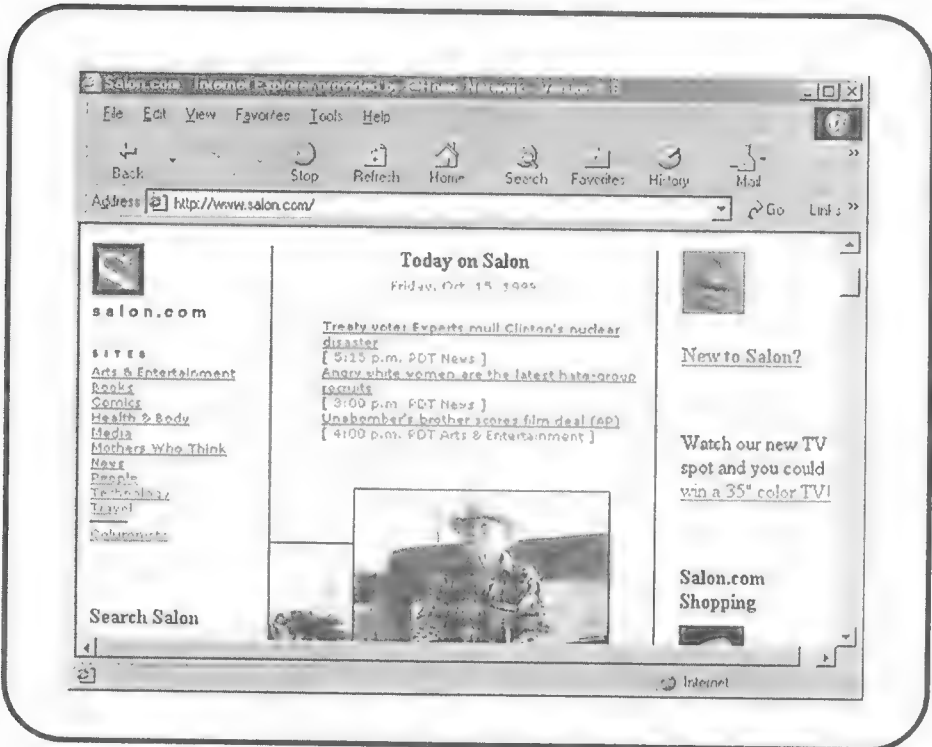 Salon.com - Internet Explorer provided by @Home Network - Version
File Edit View Favorites Tools Help
Back Stop Refresh Home Search Favorites History Mail »
Address http://www.salon.com/ Go Links »
salon.com
SITES
Arts & Entertainment
Books
Comics
Health & Body
Media
Mothers Who Think
News
People
Technology
Travel
Columnists
Search Salon
Today on Salon
Friday, Oct. 15, 1999
Treaty vote: Experts mull Clinton's nuclear
disaster
[ 5:15 p.m. PDT News ]
Angry white women are the latest hate-group
recruits
[ 3:00 p.m. PDT News ]
Unabomber's brother scores film deal (AP)
[ 4:00 p.m. PDT Arts & Entertainment ]
New to Salon?
Watch our new TV
spot and you could
win a 35" color TV!
Salon.com
Shopping
Internet